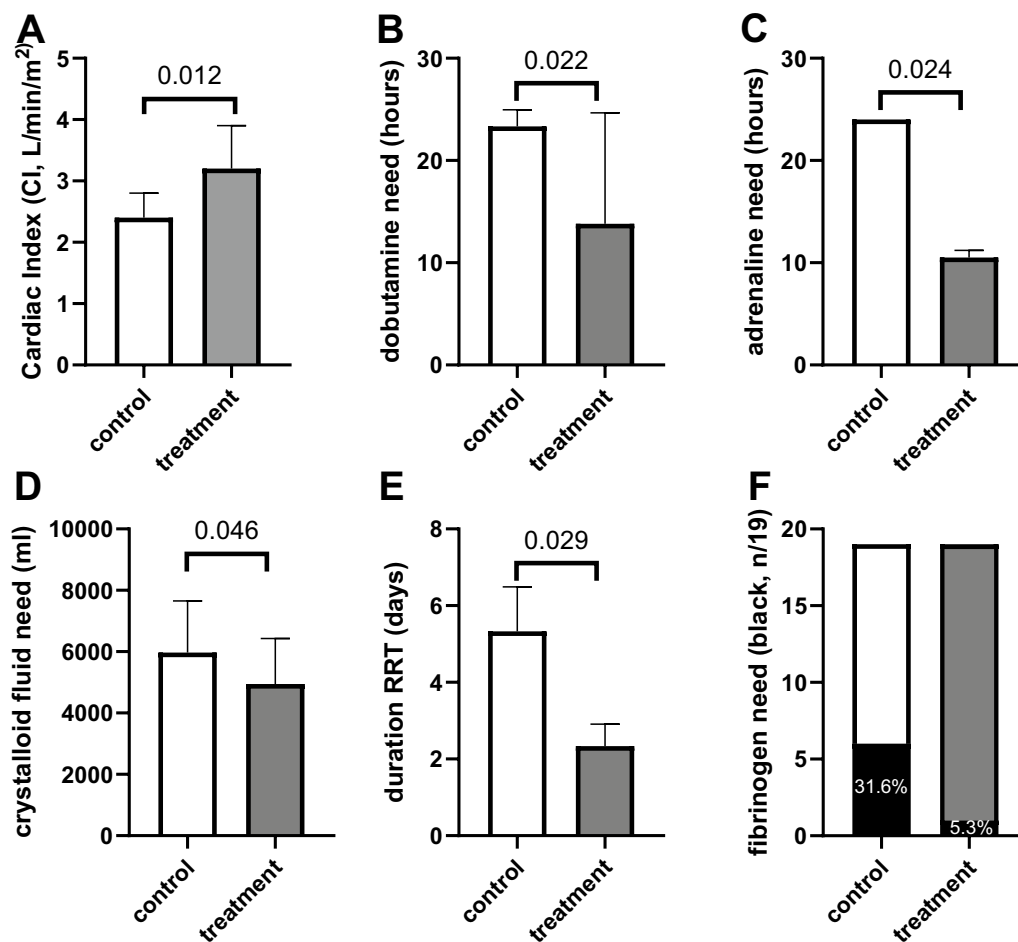 A
Cardiac Index (CI, L/min/m²)
5
4
3
2
1
0
0.012
control
treatment
B
dobutamine need (hours)
30
20
10
0
0.022
control
treatment
C
adrenaline need (hours)
30
20
10
0
0.024
control
treatment
D
crystalloid fluid need (ml)
10000
8000
6000
4000
2000
0
0.046
control
treatment
E
duration RRT (days)
8
6
4
2
0
0.029
control
treatment
F
fibrinogen need (black, n/19)
20
15
10
5
0
31.6%
5.3%
control
treatment